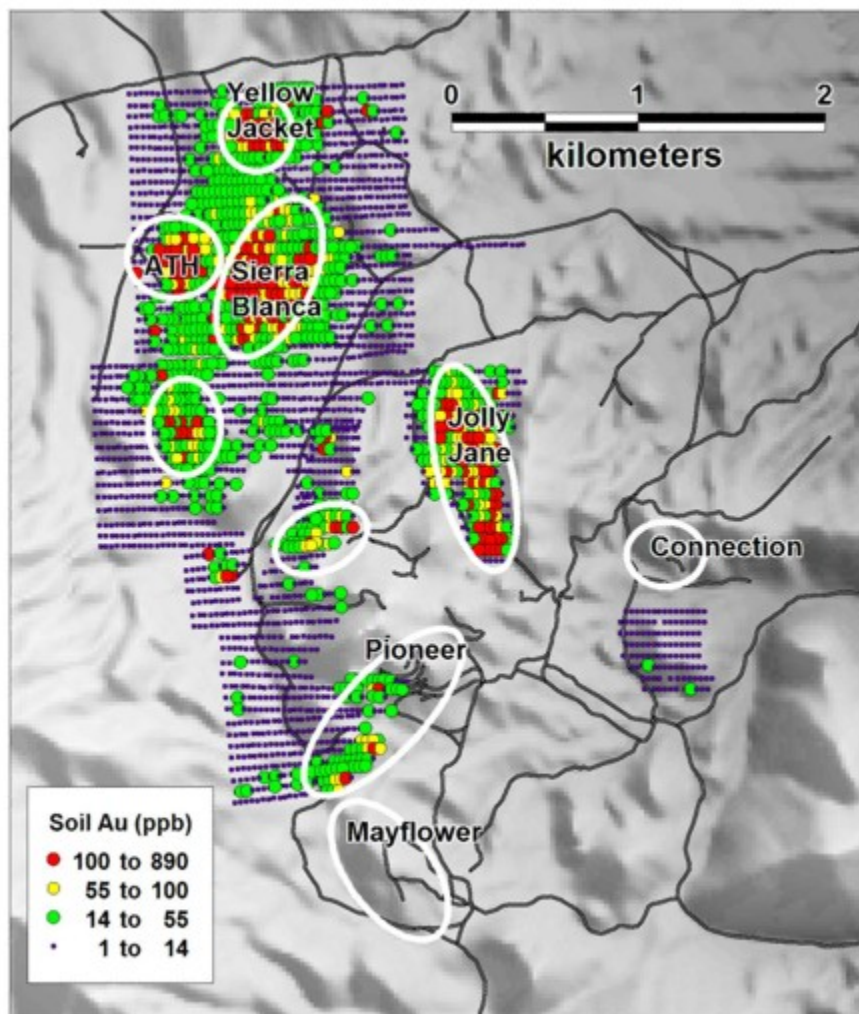 Yellow
Jacket
0 1 2
kilometers
ATH
Sierra
Blanca
Jolly
Jane
Connection
Pioneer
Mayflower
Soil Au (ppb)
100 to 890
55 to 100
14 to 55
1 to 14